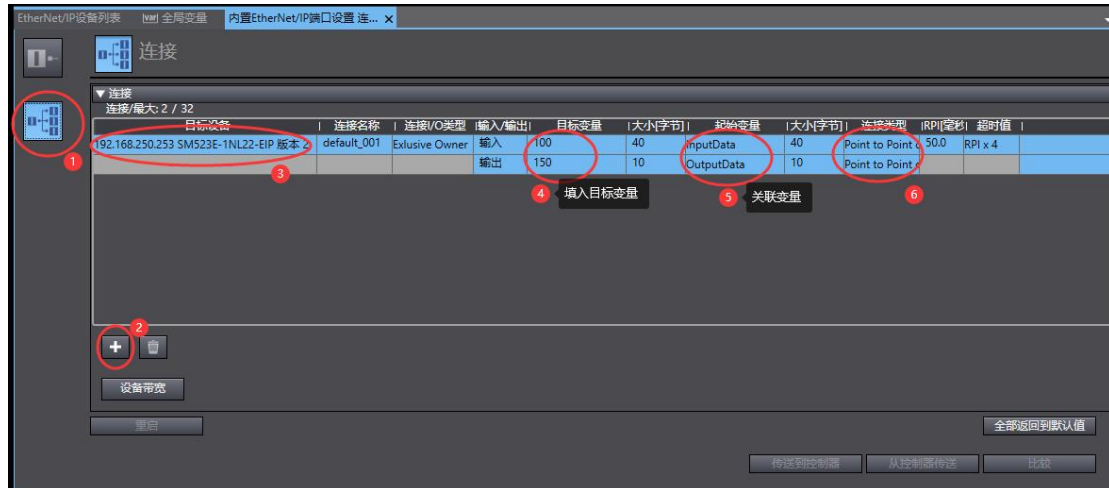 EtherNet/IP设备列表 全局变量 内置EtherNet/IP端口设置 连... x
连接
▼连接
连接/最大: 2 / 32
目标设备 连接名称 连接I/O类型 输入/输出 目标变量 大小[字节] 起始变量 大小[字节] 连接类型 RPI[毫秒] 超时值
192.168.250.253 SM523E-1NL22-EIP 版本 2 default_001 Exlusive Owner 输入 100 40 InputData 40 Point to Point 50.0 RPI x 4
输出 150 10 OutputData 10 Point to Point
1
3
4 填入目标变量
5 关联变量
6
2
+
设备带宽
重启 全部返回到默认值
传送到控制器 从控制器传送 比较